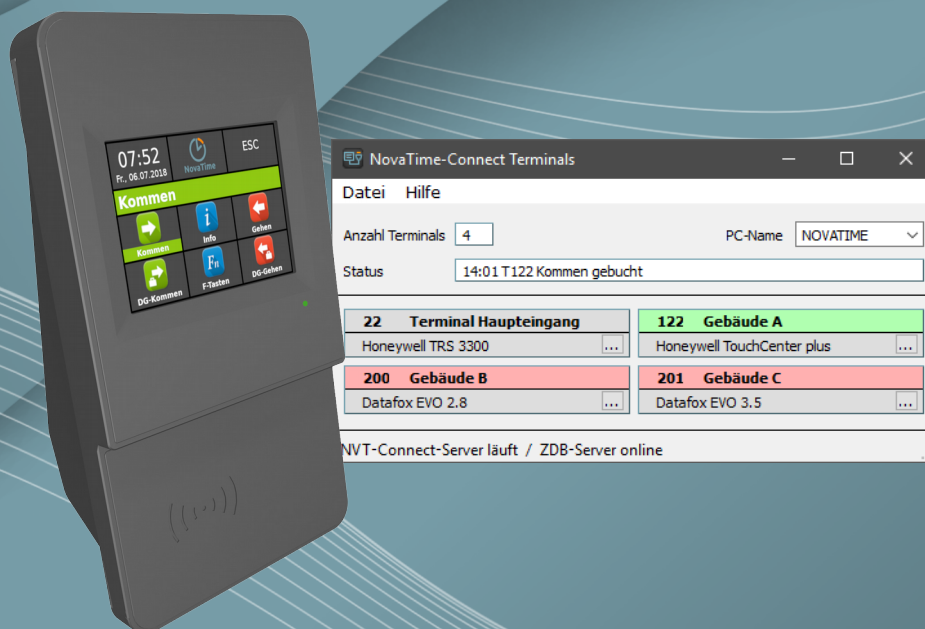 07:52
Fr., 06.07.2018
NovaTime
ESC
Kommen
Kommen
i
Info
Gehen
DG-Kommen
Fn
F-Tasten
DG-Gehen
NovaTime-Connect Terminals
Datei Hilfe
Anzahl Terminals 4 PC-Name NOVATIME
Status 14:01 T122 Kommen gebucht
22 Terminal Haupteingang
Honeywell TRS 3300 ...
122 Gebäude A
Honeywell TouchCenter plus ...
200 Gebäude B
Datafox EVO 2.8 ...
201 Gebäude C
Datafox EVO 3.5 ...
NVT-Connect-Server läuft / ZDB-Server online